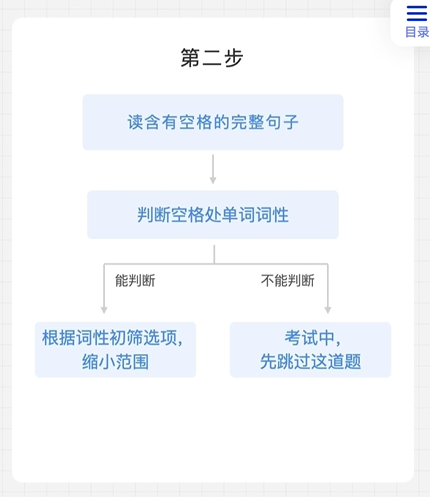 目录
第二步
读含有空格的完整句子
判断空格处单词词性
能判断
不能判断
根据词性初筛选项，
缩小范围
考试中，
先跳过这道题